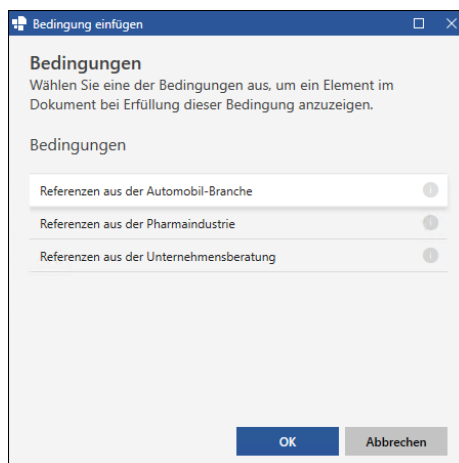 Bedingung einfügen
Bedingungen
Wählen Sie eine der Bedingungen aus, um ein Element im
Dokument bei Erfüllung dieser Bedingung anzuzeigen.
Bedingungen
Referenzen aus der Automobil-Branche
Referenzen aus der Pharmaindustrie
Referenzen aus der Unternehmensberatung
OK Abbrechen